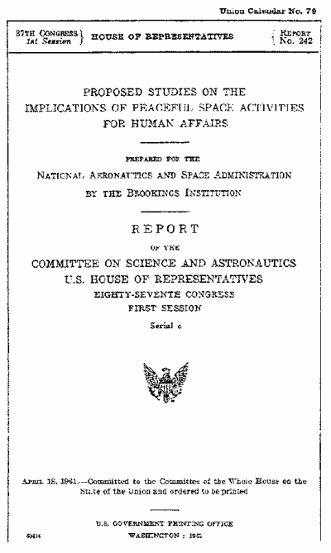 Union Calendar No. 79
87TH CONGRESS 1st Session } HOUSE OF REPRESENTATIVES { REPORT No. 242
PROPOSED STUDIES ON THE
IMPLICATIONS OF PEACEFUL SPACE ACTIVITIES
FOR HUMAN AFFAIRS
PREPARED FOR THE
NATIONAL AERONAUTICS AND SPACE ADMINISTRATION
BY THE BROOKINGS INSTITUTION
REPORT
OF THE
COMMITTEE ON SCIENCE AND ASTRONAUTICS
U.S. HOUSE OF REPRESENTATIVES
EIGHTY-SEVENTH CONGRESS
FIRST SESSION
Serial c
APRIL 18, 1961.—Committed to the Committee of the Whole House on the
State of the Union and ordered to be printed
U.S. GOVERNMENT PRINTING OFFICE
WASHINGTON : 1961